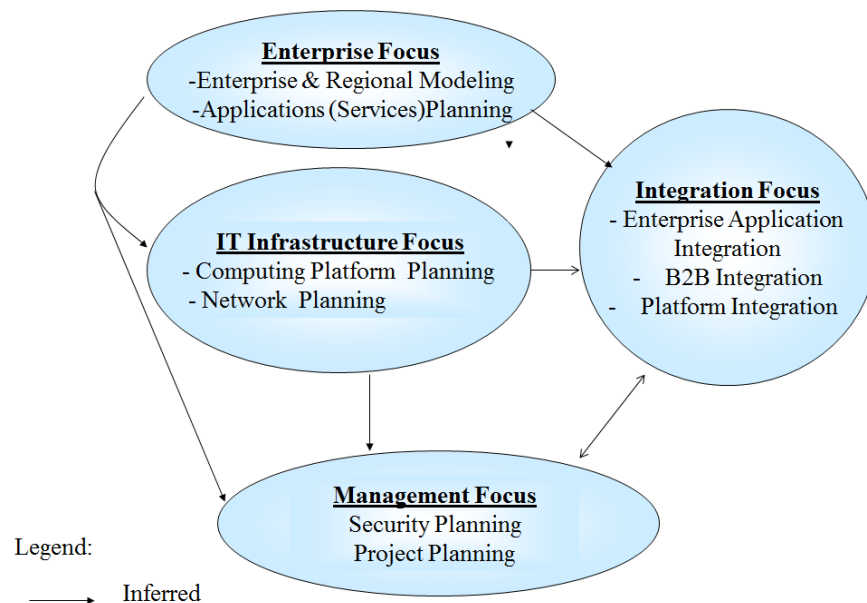 Enterprise Focus
-Enterprise & Regional Modeling
-Applications (Services)Planning
Integration Focus
- Enterprise Application
Integration
- B2B Integration
- Platform Integration
IT Infrastructure Focus
- Computing Platform Planning
- Network Planning
Management Focus
Security Planning
Project Planning
Legend:
Inferred